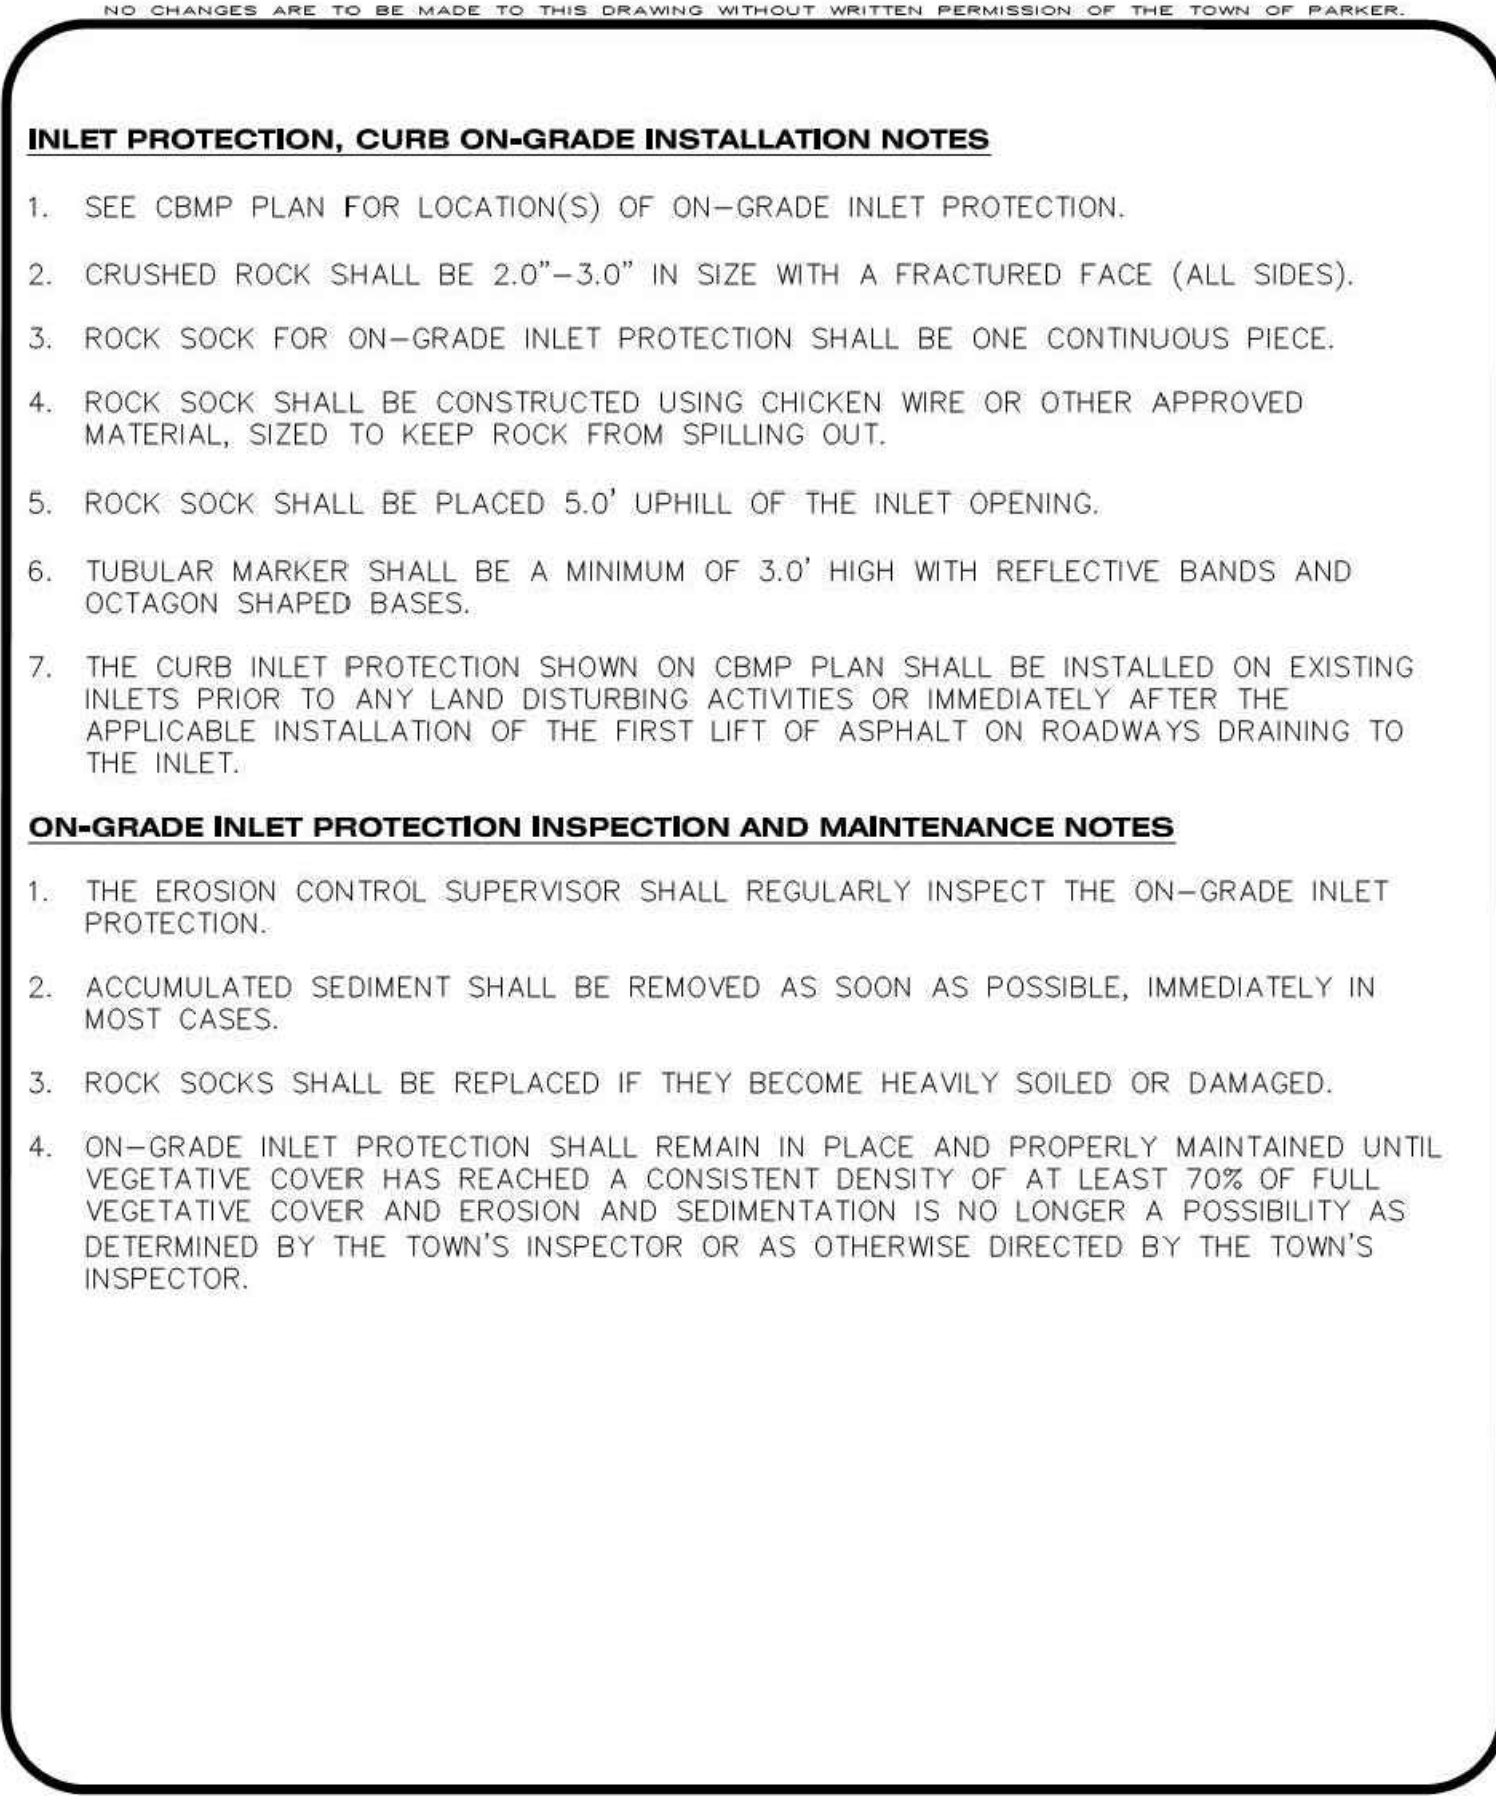 NO CHANGES ARE TO BE MADE TO THIS DRAWING WITHOUT WRITTEN PERMISSION OF THE TOWN OF PARKER.
INLET PROTECTION, CURB ON-GRADE INSTALLATION NOTES
1. SEE CBMP PLAN FOR LOCATION(S) OF ON-GRADE INLET PROTECTION.
2. CRUSHED ROCK SHALL BE 2.0"-3.0" IN SIZE WITH A FRACTURED FACE (ALL SIDES).
3. ROCK SOCK FOR ON-GRADE INLET PROTECTION SHALL BE ONE CONTINUOUS PIECE.
4. ROCK SOCK SHALL BE CONSTRUCTED USING CHICKEN WIRE OR OTHER APPROVED
MATERIAL, SIZED TO KEEP ROCK FROM SPILLING OUT.
5. ROCK SOCK SHALL BE PLACED 5.0' UPHILL OF THE INLET OPENING.
6. TUBULAR MARKER SHALL BE A MINIMUM OF 3.0' HIGH WITH REFLECTIVE BANDS AND
OCTAGON SHAPED BASES.
7. THE CURB INLET PROTECTION SHOWN ON CBMP PLAN SHALL BE INSTALLED ON EXISTING
INLETS PRIOR TO ANY LAND DISTURBING ACTIVITIES OR IMMEDIATELY AFTER THE
APPLICABLE INSTALLATION OF THE FIRST LIFT OF ASPHALT ON ROADWAYS DRAINING TO
THE INLET.
ON-GRADE INLET PROTECTION INSPECTION AND MAINTENANCE NOTES
1. THE EROSION CONTROL SUPERVISOR SHALL REGULARLY INSPECT THE ON-GRADE INLET
PROTECTION.
2. ACCUMULATED SEDIMENT SHALL BE REMOVED AS SOON AS POSSIBLE, IMMEDIATELY IN
MOST CASES.
3. ROCK SOCKS SHALL BE REPLACED IF THEY BECOME HEAVILY SOILED OR DAMAGED.
4. ON-GRADE INLET PROTECTION SHALL REMAIN IN PLACE AND PROPERLY MAINTAINED UNTIL
VEGETATIVE COVER HAS REACHED A CONSISTENT DENSITY OF AT LEAST 70% OF FULL
VEGETATIVE COVER AND EROSION AND SEDIMENTATION IS NO LONGER A POSSIBILITY AS
DETERMINED BY THE TOWN'S INSPECTOR OR AS OTHERWISE DIRECTED BY THE TOWN'S
INSPECTOR.